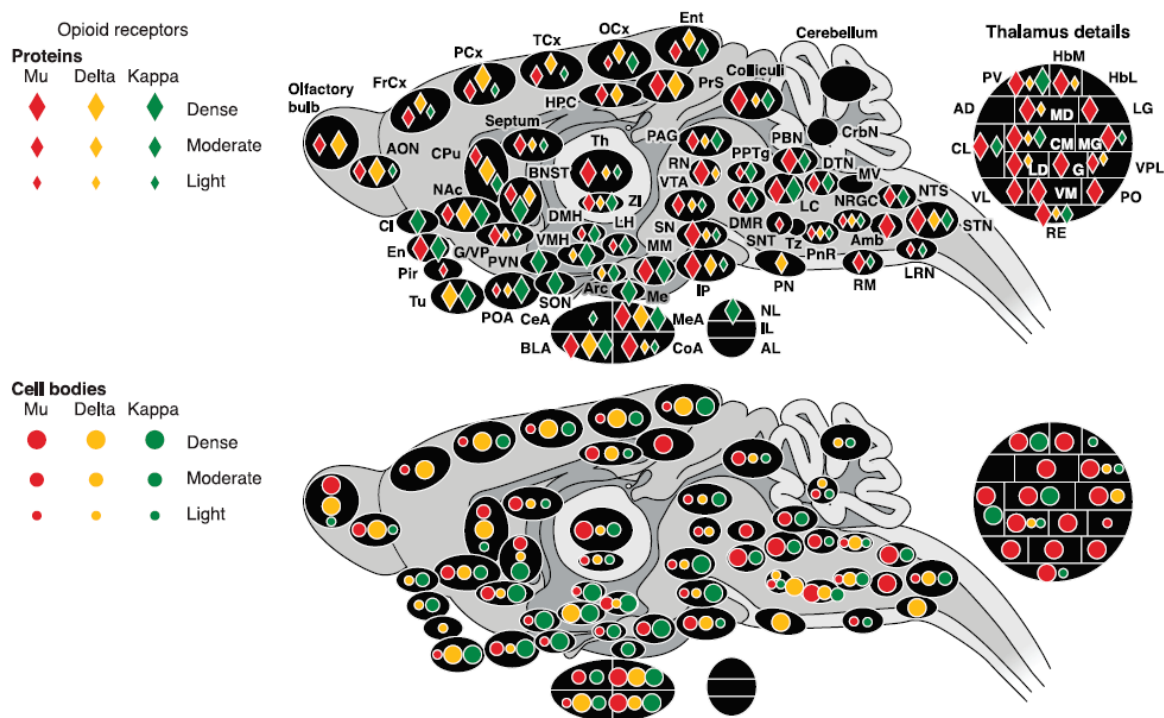 Opioid receptors
Proteins
Mu Delta Kappa
Dense
Moderate
Light
Olfactory bulb
AON
FrCx
PCx
TCx
OCx
Ent
HPC
PrS
Colliculi
Cerebellum
CrbN
Septum
CPu
BNST
Th
ZI
NAc
DMH
LH
PAG
RN
VTA
SN
MM
PPTg
PBN
DTN
MV
LC
NRGC
NTS
DMR
SNT
Tz
PnR
Amb
STN
LRN
RM
PN
IP
Cl
En
Pir
Tu
G/VP
VMH
PVN
POA
SON
Arc
Me
CeA
MeA
BLA
CoA
NL
IL
AL
Thalamus details
HbM
PV
HbL
AD
LG
MD
CL
CM
MG
VPL
LD
G
VL
VM
PO
RE
Cell bodies
Mu Delta Kappa
Dense
Moderate
Light